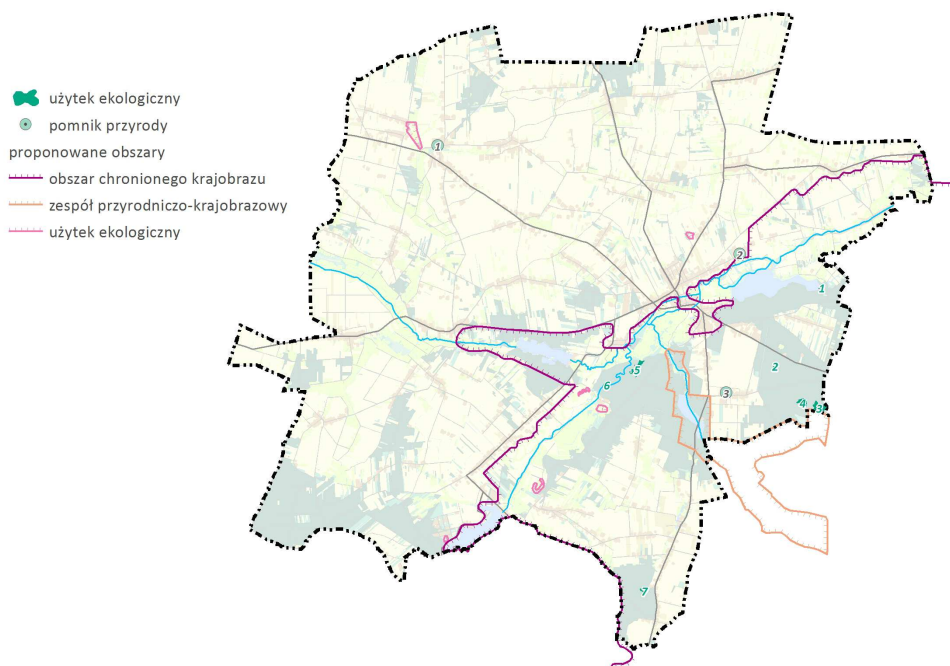 użytek ekologiczny
pomnik przyrody
proponowane obszary
obszar chronionego krajobrazu
zespół przyrodniczo-krajobrazowy
użytek ekologiczny
1
2
1
2
5
6
3
4
3
7